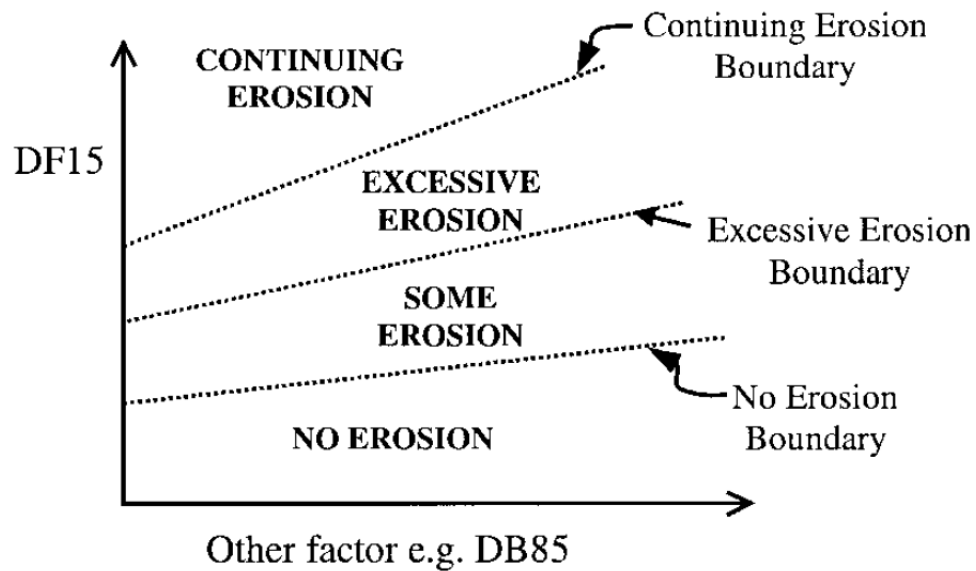 CONTINUING
EROSION
Continuing Erosion
Boundary
DF15
EXCESSIVE
EROSION
Excessive Erosion
Boundary
SOME
EROSION
No Erosion
Boundary
NO EROSION
Other factor e.g. DB85